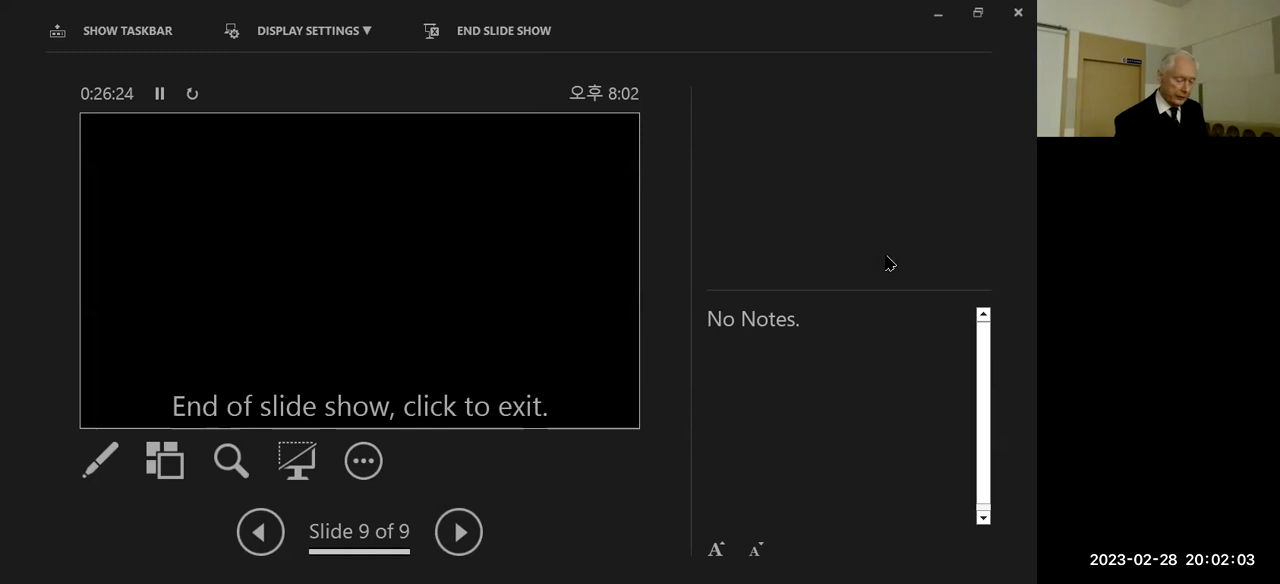 SHOW TASKBAR
DISPLAY SETTINGS ▼
END SLIDE SHOW
0:26:24
오후 8:02
End of slide show, click to exit.
No Notes.
Slide 9 of 9
A A
2023-02-28 20:02:03